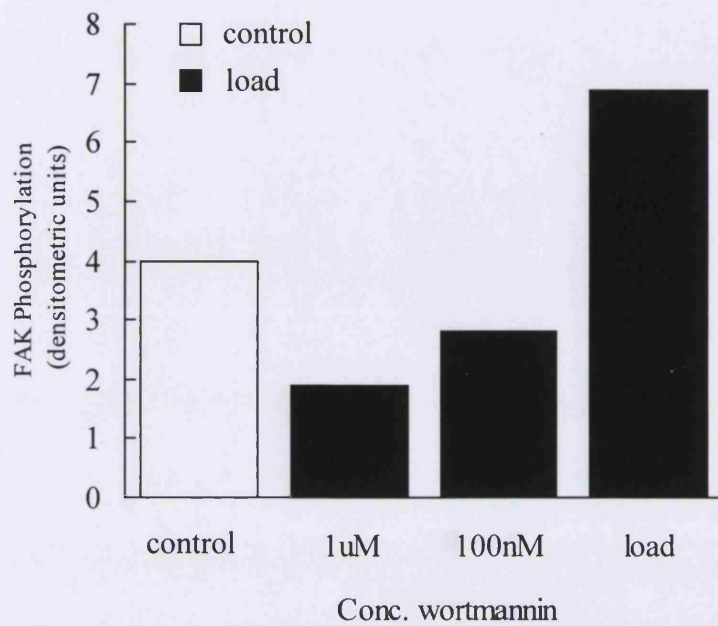 8
7
6
5
4
3
2
1
0
control
load
FAK Phosphorylation
(densitometric units)
control 1uM 100nM load
Conc. wortmannin